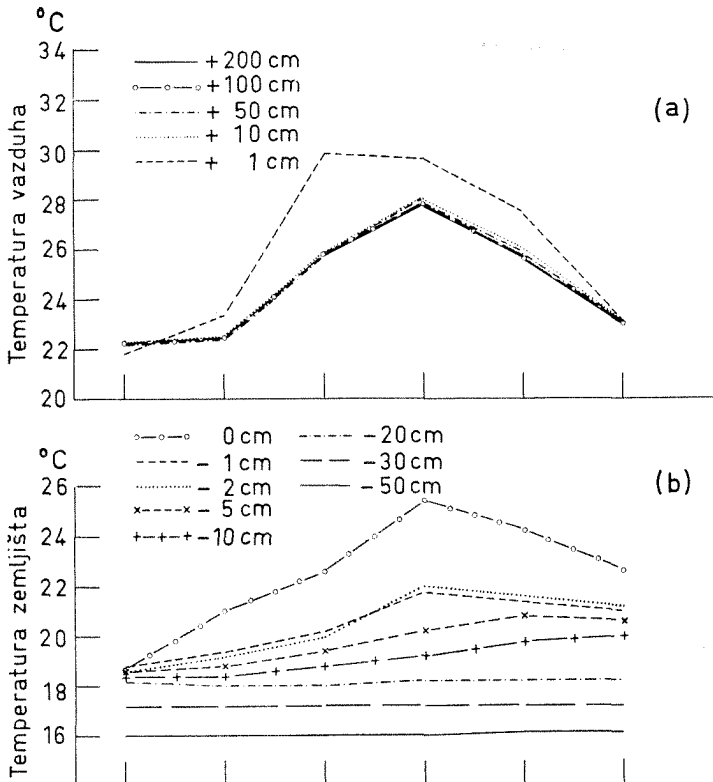 °C
34
32
30
28
26
24
22
20
Temperatura vazduha
+ 200 cm
+ 100 cm
+ 50 cm
+ 10 cm
+ 1 cm
(a)
°C
26
24
22
20
18
16
Temperatura zemljišta
0 cm
- 1 cm
- 2 cm
- 5 cm
- 10 cm
- 20 cm
- 30 cm
- 50 cm
(b)